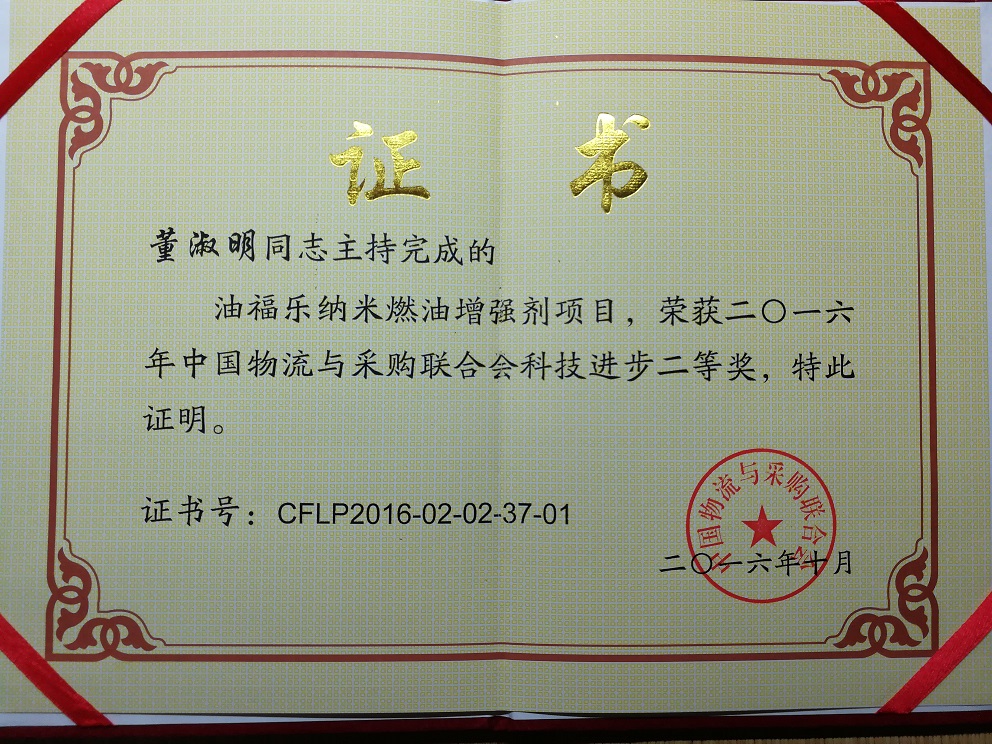 证 书
董淑明同志主持完成的
油福乐纳米燃油增强剂项目，荣获二〇一六
年中国物流与采购联合会科技进步二等奖，特此
证明。
证书号：CFLP2016-02-02-37-01
中国物流与采购联合会
二〇一六年十月